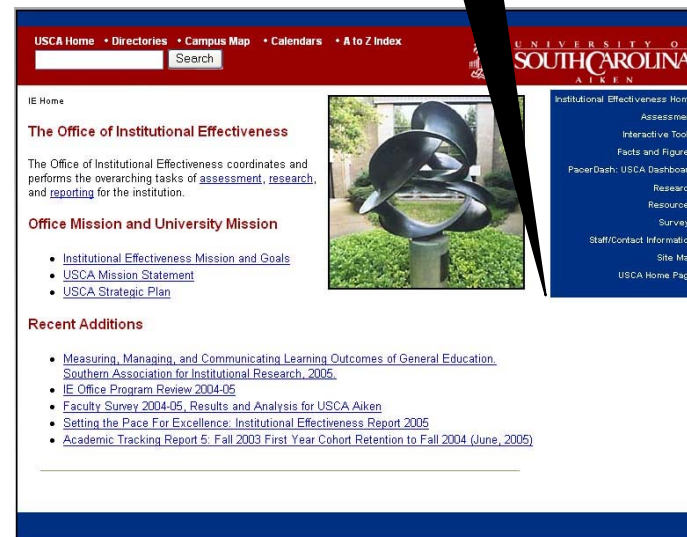 USCA Home • Directories • Campus Map • Calendars • A to Z Index
Search
UNIVERSITY O
SOUTH CAROLINA
AIKEN
IE Home
The Office of Institutional Effectiveness
The Office of Institutional Effectiveness coordinates and
performs the overarching tasks of assessment, research,
and reporting for the institution.
Office Mission and University Mission
• Institutional Effectiveness Mission and Goals
• USCA Mission Statement
• USCA Strategic Plan
Institutional Effectiveness Hom
Assessme
Interactive Tool
Facts and Figure
PacerDash: USCA Dashboar
Researc
Resource
Survey
Staff/Contact Informatio
Site Ma
USCA Home Pag
Recent Additions
• Measuring, Managing, and Communicating Learning Outcomes of General Education.
Southern Association for Institutional Research, 2005.
• IE Office Program Review 2004-05
• Faculty Survey 2004-05, Results and Analysis for USCA Aiken
• Setting the Pace For Excellence: Institutional Effectiveness Report 2005
• Academic Tracking Report 5: Fall 2003 First Year Cohort Retention to Fall 2004 (June, 2005)